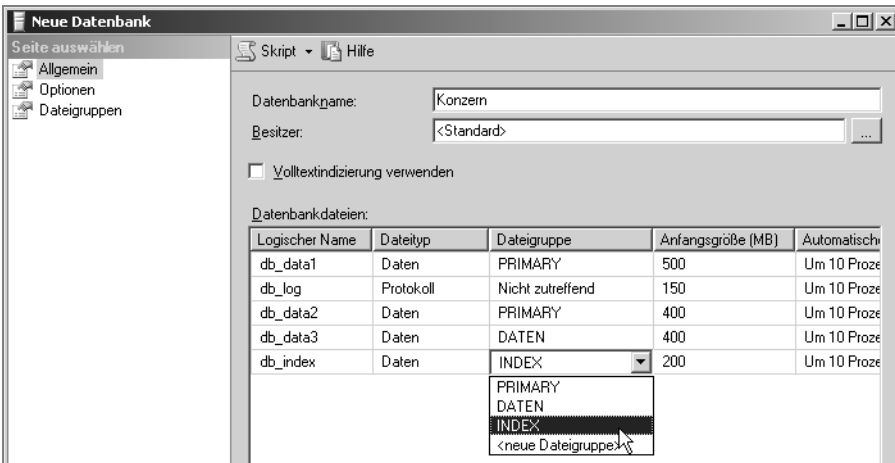 Neue Datenbank
Seite auswählen
Allgemein
Optionen
Dateigruppen
Skript Hilfe
Datenbankname: Konzern
Besitzer: <Standard> ...
Volltextindizierung verwenden
Datenbankdateien:
Logischer Name Dateityp Dateigruppe Anfangsgröße (MB) Automatische
db_data1 Daten PRIMARY 500 Um 10 Proze
db_log Protokoll Nicht zutreffend 150 Um 10 Proze
db_data2 Daten PRIMARY 400 Um 10 Proze
db_data3 Daten DATEN 400 Um 10 Proze
db_index Daten INDEX 200 Um 10 Proze
PRIMARY
DATEN
INDEX
<neue Dateigruppe>